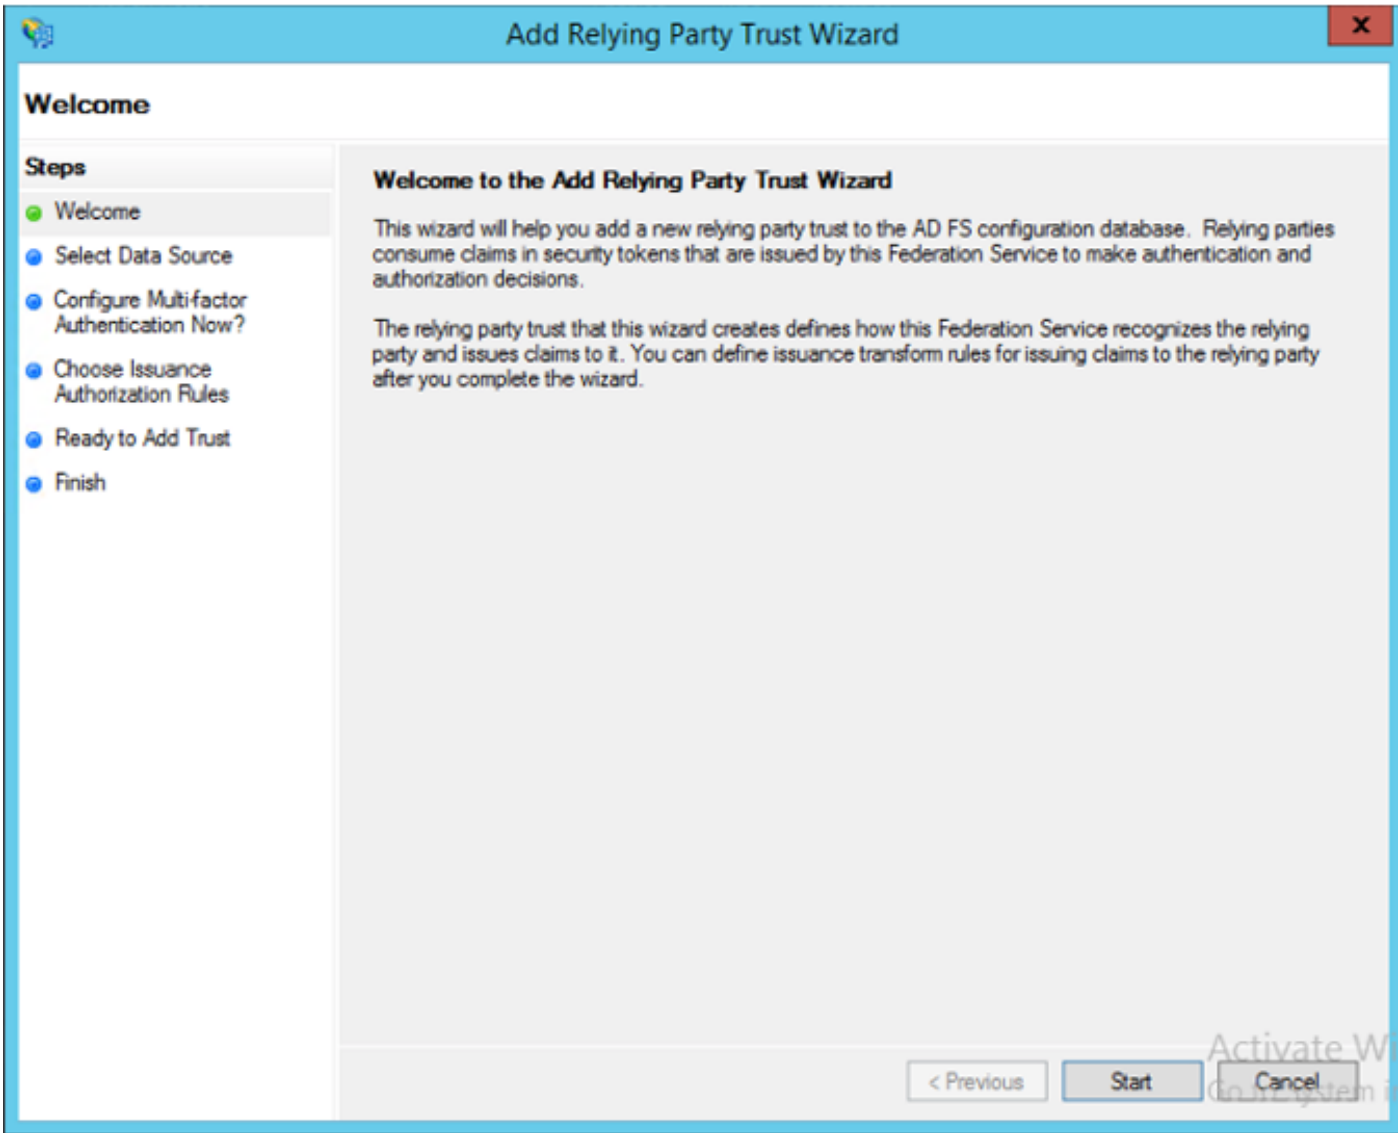 Add Relying Party Trust Wizard
x
Welcome
Steps
Welcome
Select Data Source
Configure Multi-factor
Authentication Now?
Choose Issuance
Authorization Rules
Ready to Add Trust
Finish
Welcome to the Add Relying Party Trust Wizard
This wizard will help you add a new relying party trust to the AD FS configuration database.  Relying parties
consume claims in security tokens that are issued by this Federation Service to make authentication and
authorization decisions.
The relying party trust that this wizard creates defines how this Federation Service recognizes the relying
party and issues claims to it. You can define issuance transform rules for issuing claims to the relying party
after you complete the wizard.
Activate Wi
< Previous
Start
Cancel